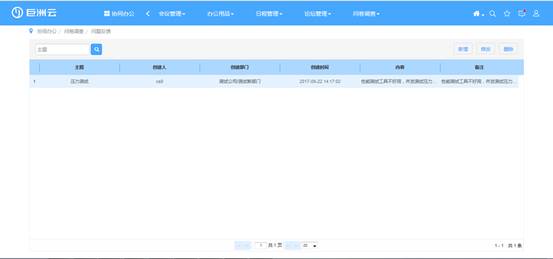 巨洲云 协同办公 会议管理 办公用品 日程管理 论坛管理 问卷调查
协同办公 / 问卷调查 / 问题反馈
主题 新增 修改 删除
主题 创建人 创建部门 创建时间 内容 备注
1 压力测试 cs0 测试公司/测试新部门 2017-09-22 14:17:02 性能测试工具不好用，并发测试压力... 性能测试工具不好用，并发测试压力...
1 共 1 页 20 1 - 1 共 1 条